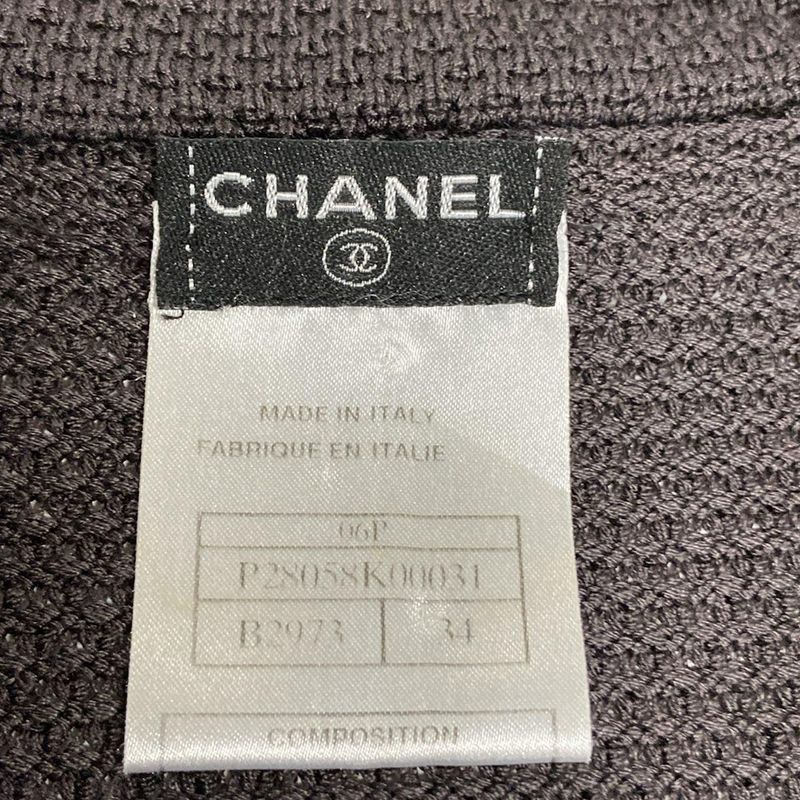 CHANEL
MADE IN ITALY
FABRIQUE EN ITALIE
06P
P28058K00031
B2973 34
COMPOSITION